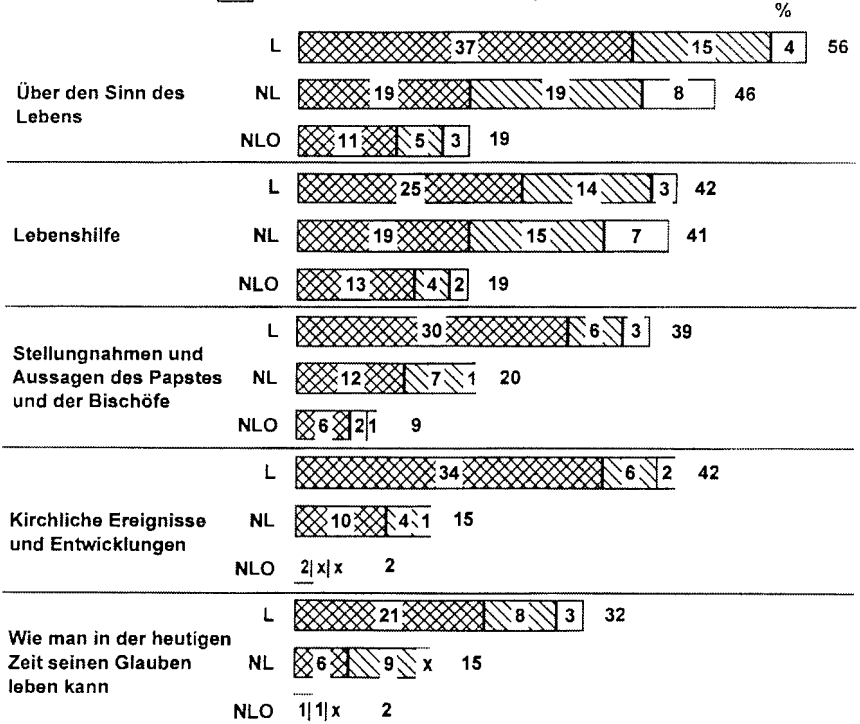 %
L 37 15 4 56
Über den Sinn des
Lebens
NL 19 19 8 46
NLO 11 5 3 19
L 25 14 3 42
Lebenshilfe NL 19 15 7 41
NLO 13 4 2 19
L 30 6 3 39
Stellungnahmen und
Aussagen des Papstes
und der Bischöfe
NL 12 7 1 20
NLO 6 2 1 9
L 34 6 2 42
Kirchliche Ereignisse
und Entwicklungen
NL 10 4 1 15
NLO 2 x x 2
L 21 8 3 32
Wie man in der heutigen
Zeit seinen Glauben
leben kann
NL 6 9 x 15
NLO 1 1 x 2